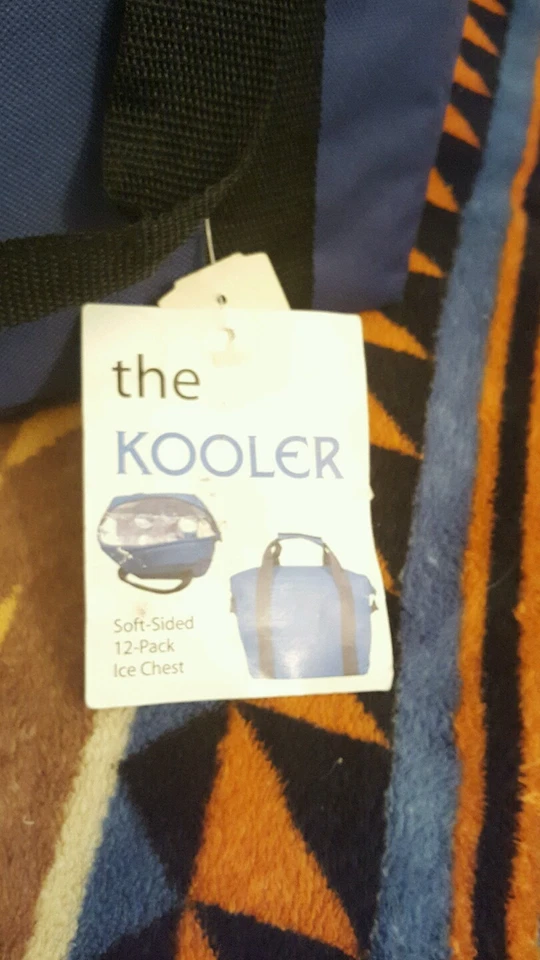 the
KOOLER
Soft-Sided
12-Pack
Ice Chest